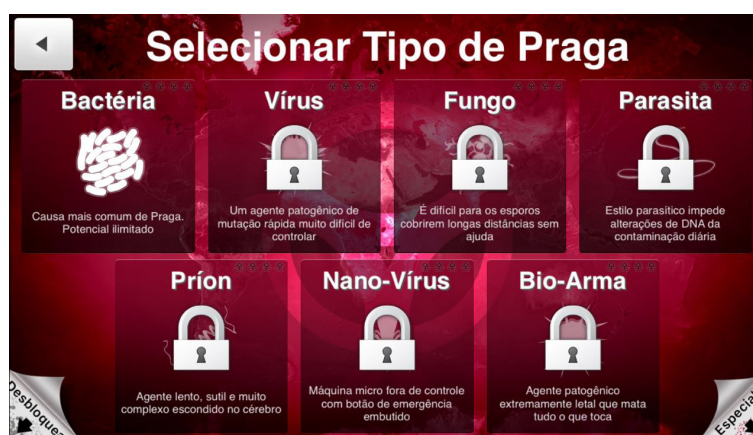 Selecionar Tipo de Praga
Bactéria
Causa mais comum de Praga.
Potencial ilimitado
Vírus
Um agente patogênico de
mutação rápida muito difícil de
controlar
Fungo
É difícil para os esporos
cobrirem longas distâncias sem
ajuda
Parasita
Estilo parasítico impede
alterações de DNA da
contaminação diária
Príon
Agente lento, sutil e muito
complexo escondido no cérebro
Nano-Vírus
Máquina micro fora de controle
com botão de emergência
embutido
Bio-Arma
Agente patogênico
extremamente letal que mata
tudo o que toca
Desbloquea
Especi